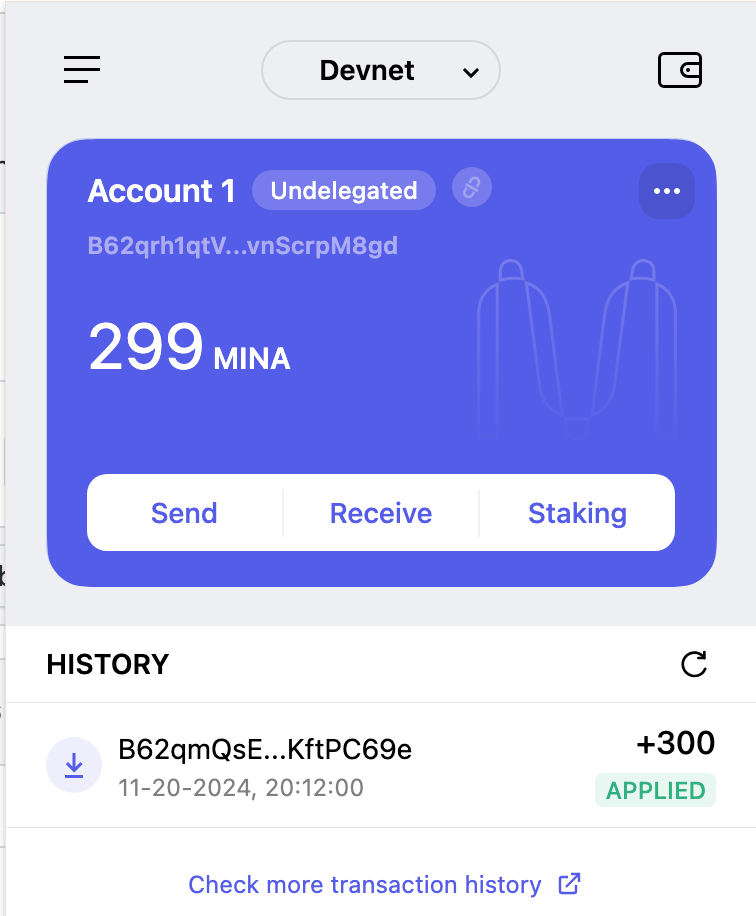 Devnet
Account 1 Undelegated
B62qrh1qtV...vnScrpM8gd
299 MINA
Send Receive Staking
HISTORY
B62qmQsE...KftPC69e +300
11-20-2024, 20:12:00 APPLIED
Check more transaction history